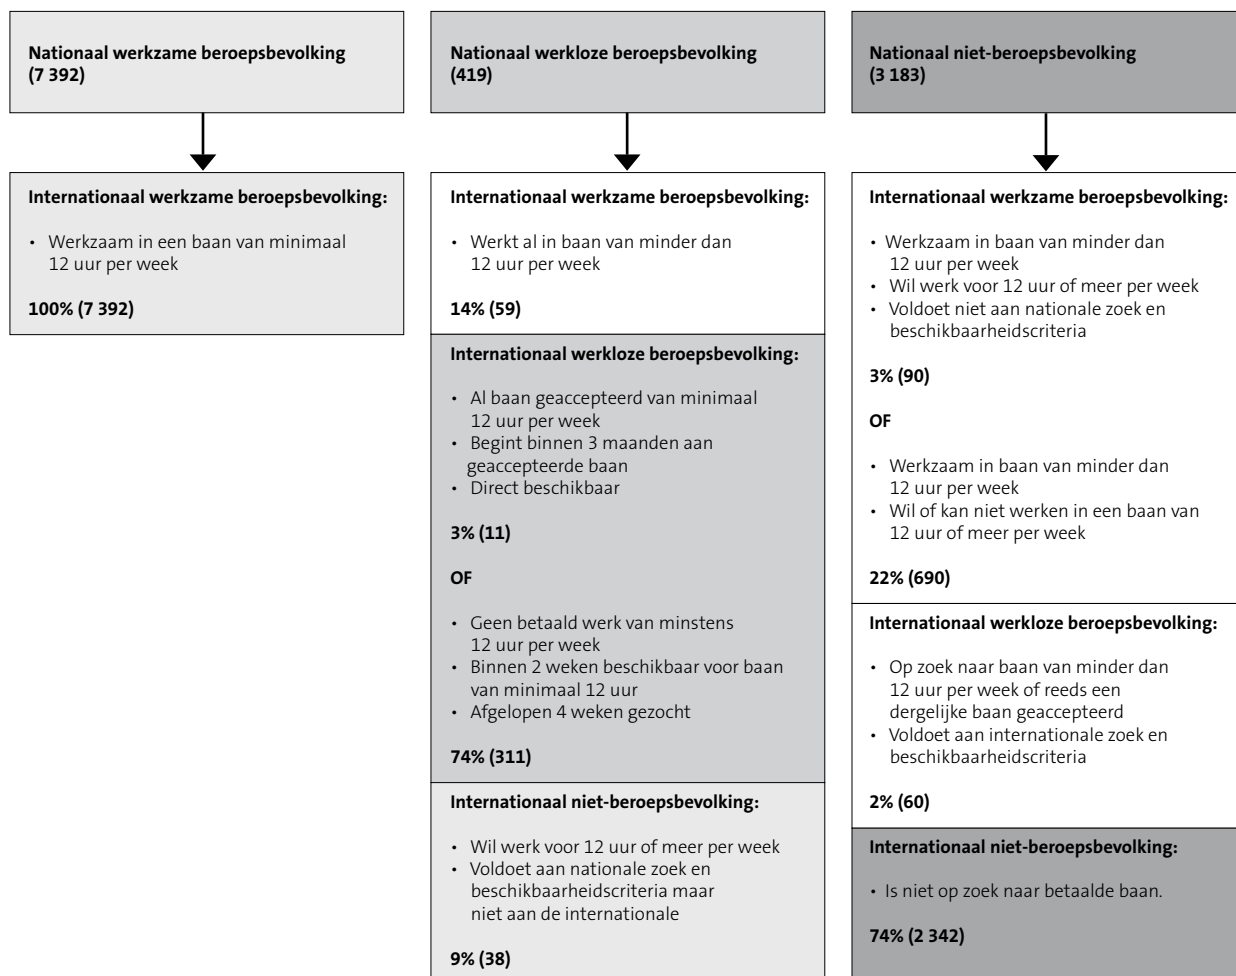 Nationaal werkzame beroepsbevolking
(7 392)
Internationaal werkzame beroepsbevolking:
• Werkzaam in een baan van minimaal
12 uur per week
100% (7 392)
Nationaal werkloze beroepsbevolking
(419)
Internationaal werkzame beroepsbevolking:
• Werkt al in baan van minder dan
12 uur per week
14% (59)
Internationaal werkloze beroepsbevolking:
• Al baan geaccepteerd van minimaal
12 uur per week
• Begint binnen 3 maanden aan
geaccepteerde baan
• Direct beschikbaar
3% (11)
OF
• Geen betaald werk van minstens
12 uur per week
• Binnen 2 weken beschikbaar voor baan
van minimaal 12 uur
• Afgelopen 4 weken gezocht
74% (311)
Internationaal niet-beroepsbevolking:
• Wil werk voor 12 uur of meer per week
• Voldoet aan nationale zoek en
beschikbaarheidscriteria maar
niet aan de internationale
9% (38)
Nationaal niet-beroepsbevolking
(3 183)
Internationaal werkzame beroepsbevolking:
• Werkzaam in baan van minder dan
12 uur per week
• Wil werk voor 12 uur of meer per week
• Voldoet niet aan nationale zoek en
beschikbaarheidscriteria
3% (90)
OF
• Werkzaam in baan van minder dan
12 uur per week
• Wil of kan niet werken in een baan van
12 uur of meer per week
22% (690)
Internationaal werkloze beroepsbevolking:
• Op zoek naar baan van minder dan
12 uur per week of reeds een
dergelijke baan geaccepteerd
• Voldoet aan internationale zoek en
beschikbaarheidscriteria
2% (60)
Internationaal niet-beroepsbevolking:
• Is niet op zoek naar betaalde baan.
74% (2 342)